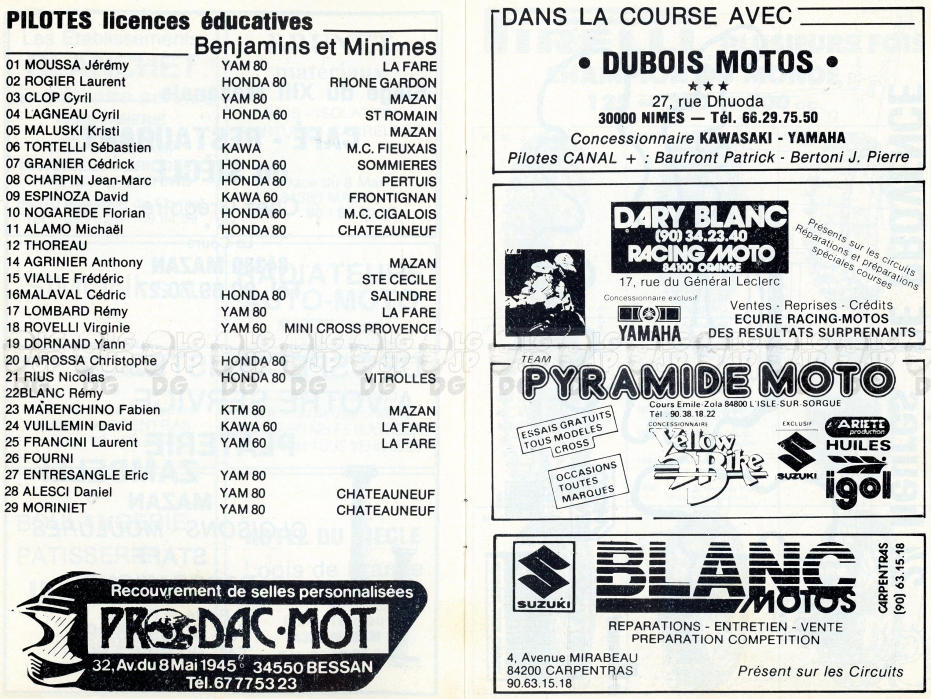 PILOTES licences éducatives
Benjamins et Minimes
01 MOUSSA Jérémy YAM 80 LA FARE
02 ROGIER Laurent HONDA 80 RHONE GARDON
03 CLOP Cyril YAM 80 MAZAN
04 LAGNEAU Cyril HONDA 60 ST ROMAIN
05 MALUSKI Kristi MAZAN
06 TORTELLI Sébastien KAWA M.C. FIEUXAIS
07 GRANIER Cédrick HONDA 60 SOMMIERES
08 CHARPIN Jean-Marc HONDA 80 PERTUIS
09 ESPINOZA David KAWA 60 FRONTIGNAN
10 NOGAREDE Florian HONDA 60 M.C. CIGALOIS
11 ALAMO Michaël HONDA 80 CHATEAUNEUF
12 THOREAU
14 AGRINIER Anthony MAZAN
15 VIALLE Frédéric STE CECILE
16MALAVAL Cédric HONDA 80 SALINDRE
17 LOMBARD Rémy YAM 80 LA FARE
18 ROVELLI Virginie YAM 60 MINI CROSS PROVENCE
19 DORNAND Yann
20 LAROSSA Christophe HONDA 80
21 RIUS Nicolas HONDA 80 VITROLLES
22BLANC Rémy
23 MARENCHINO Fabien KTM 80 MAZAN
24 VUILLEMIN David KAWA 60 LA FARE
25 FRANCINI Laurent YAM 60 LA FARE
26 FOURNI
27 ENTRESANGLE Eric YAM 80
28 ALESCI Daniel YAM 80 CHATEAUNEUF
29 MORINIET YAM 80 CHATEAUNEUF
Recouvrement de selles personnalisées
PRO·DAC·MOT
32,Av.du 8 Mai 1945 34550 BESSAN
Tél. 67 77 53 23
DANS LA COURSE AVEC
• DUBOIS MOTOS •
★★★
27, rue Dhuoda
30000 NIMES — Tél. 66.29.75.50
Concessionnaire KAWASAKI - YAMAHA
Pilotes CANAL + : Baufront Patrick - Bertoni J. Pierre
DARY BLANC
(90) 34.23.40
RACING MOTO
84100 ORANGE
17, rue du Général Leclerc
Présents sur les circuits
Réparations et préparations
spéciales courses
Concessionnaire exclusif
YAMAHA
Ventes - Reprises - Crédits
ECURIE RACING-MOTOS
DES RESULTATS SURPRENANTS
TEAM
PYRAMIDE MOTO
Cours Emile-Zola 84800 L'ISLE-SUR-SORGUE
Tél. 90.38.18.22
ESSAIS GRATUITS
TOUS MODÈLES
CROSS
OCCASIONS
TOUTES
MARQUES
CONCESSIONNAIRE
Yellow Bike
EXCLUSIF
SUZUKI
ARIETE
production
HUILES
igol
SUZUKI
BLANC
MOTOS
CARPENTRAS
(90) 63.15.18
REPARATIONS - ENTRETIEN - VENTE
PREPARATION COMPETITION
4, Avenue MIRABEAU
84200 CARPENTRAS
90.63.15.18
Présent sur les Circuits